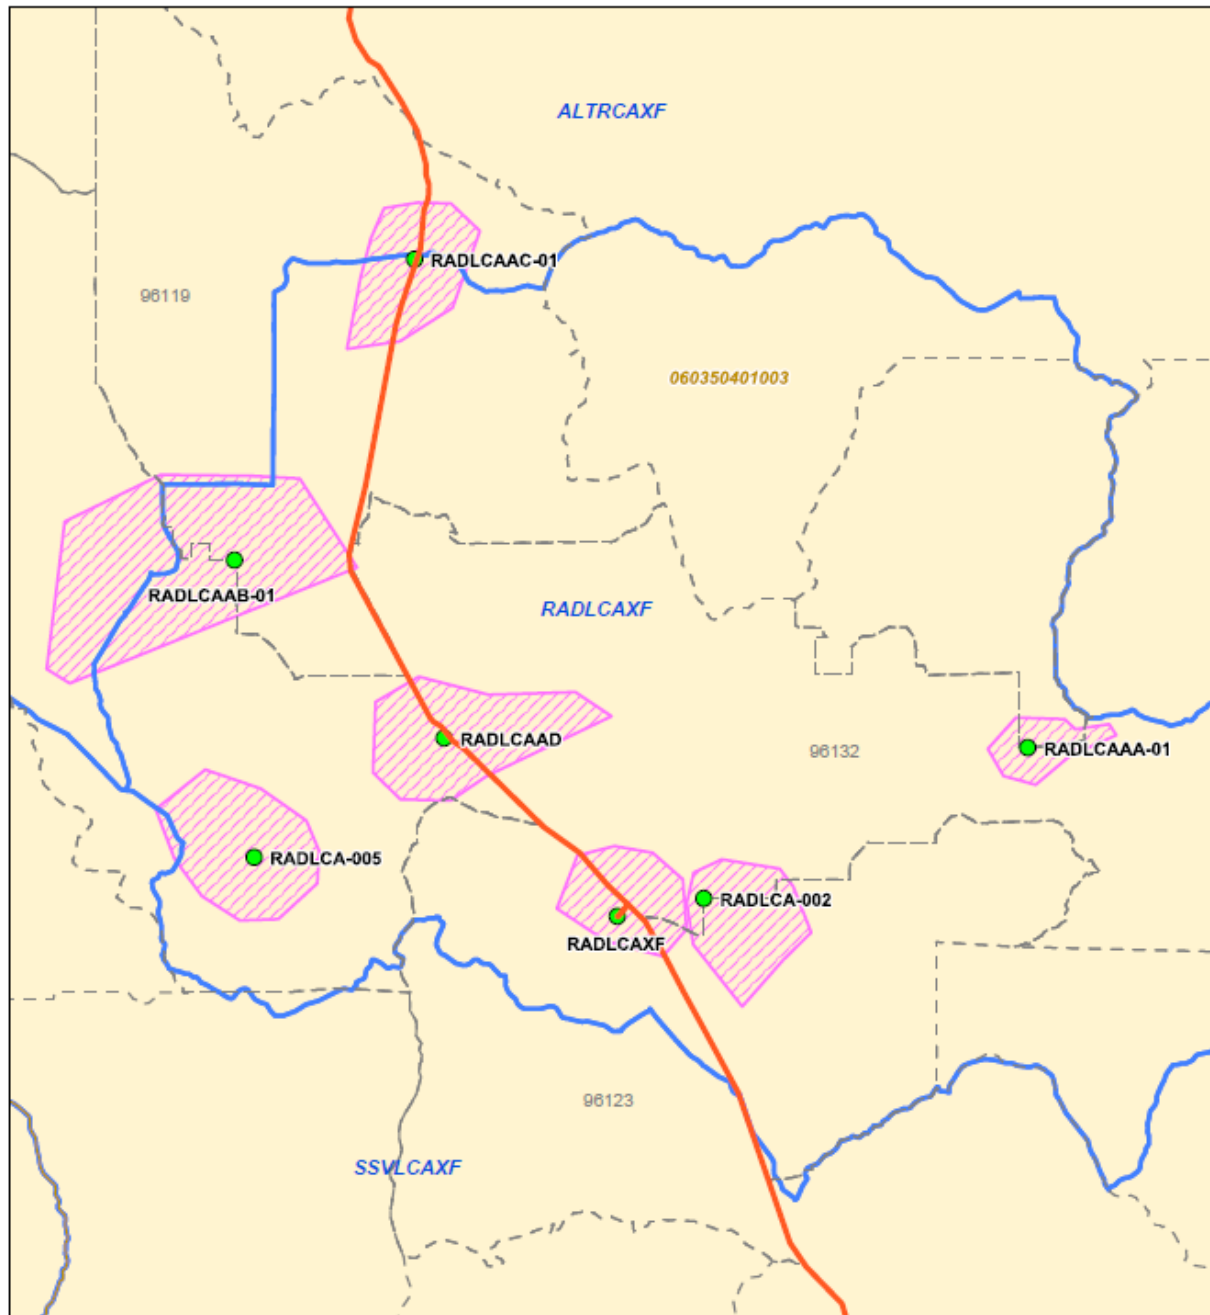 ALTRCAXF
RADLCAAC-01
96119
060350401003
RADLCAAB-01
RADLCAXF
RADLCAAD
RADLCAAA-01
96132
RADLCA-005
RADLCA-002
RADLCAXF
96123
SSVLCAXF